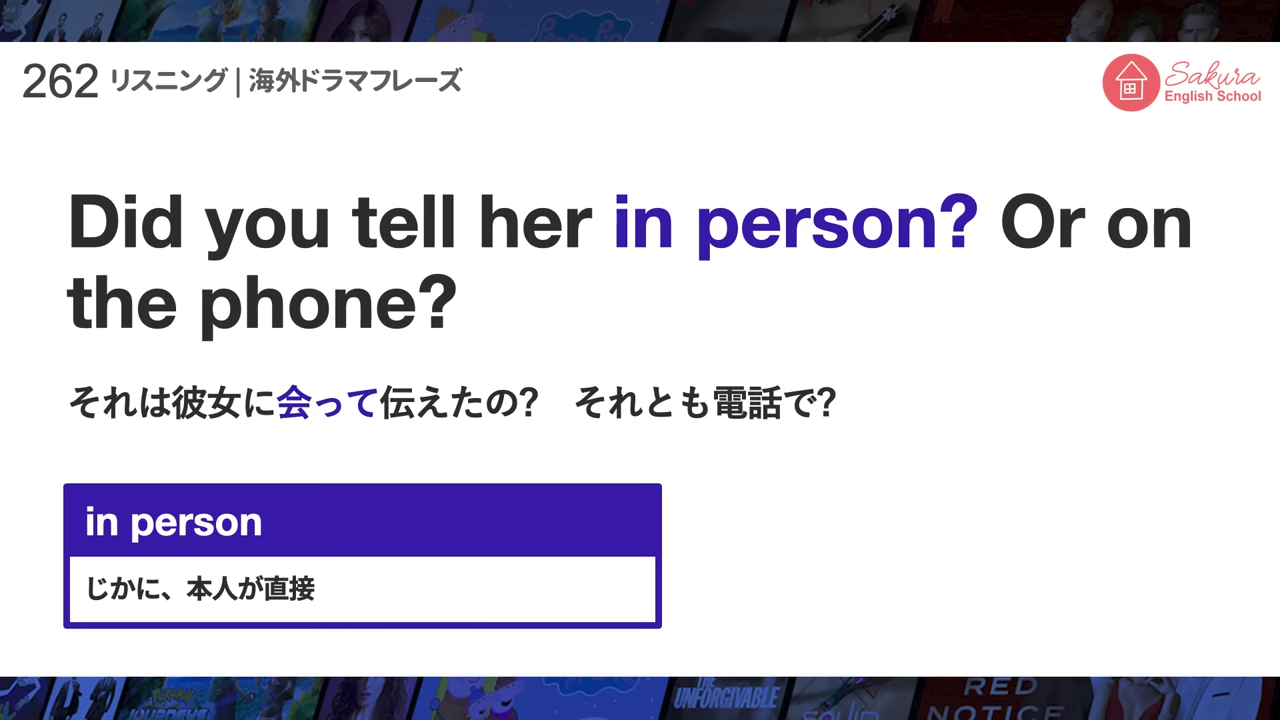 262 リスニング | 海外ドラマフレーズ
Sakura
English School
Did you tell her in person? Or on
the phone?
それは彼女に会って伝えたの? それとも電話で?
in person
じかに、本人が直接
POKÉMON
JOURNEYS
THE
UNFORGIVABLE
RED
NOTICE